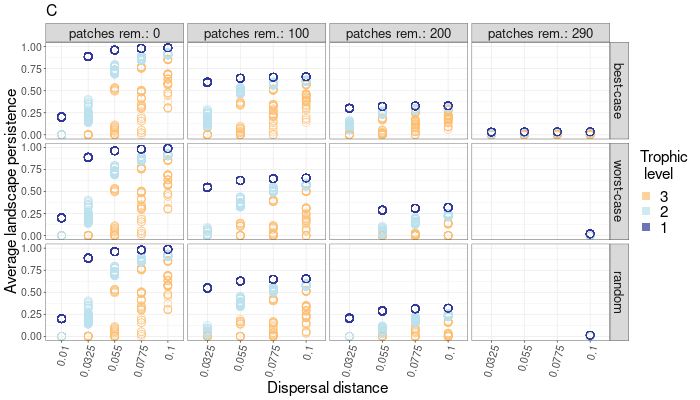 C
patches rem.: 0 patches rem.: 100 patches rem.: 200 patches rem.: 290
Average landscape persistence
1.00
0.75
0.50
0.25
0.00
best-case
1.00
0.75
0.50
0.25
0.00
worst-case
1.00
0.75
0.50
0.25
0.00
random
0.01 0.0325 0.055 0.0775 0.1 0.0325 0.055 0.0775 0.1 0.0325 0.055 0.0775 0.1 0.0325 0.055 0.0775 0.1
Dispersal distance
Trophic
level
3
2
1